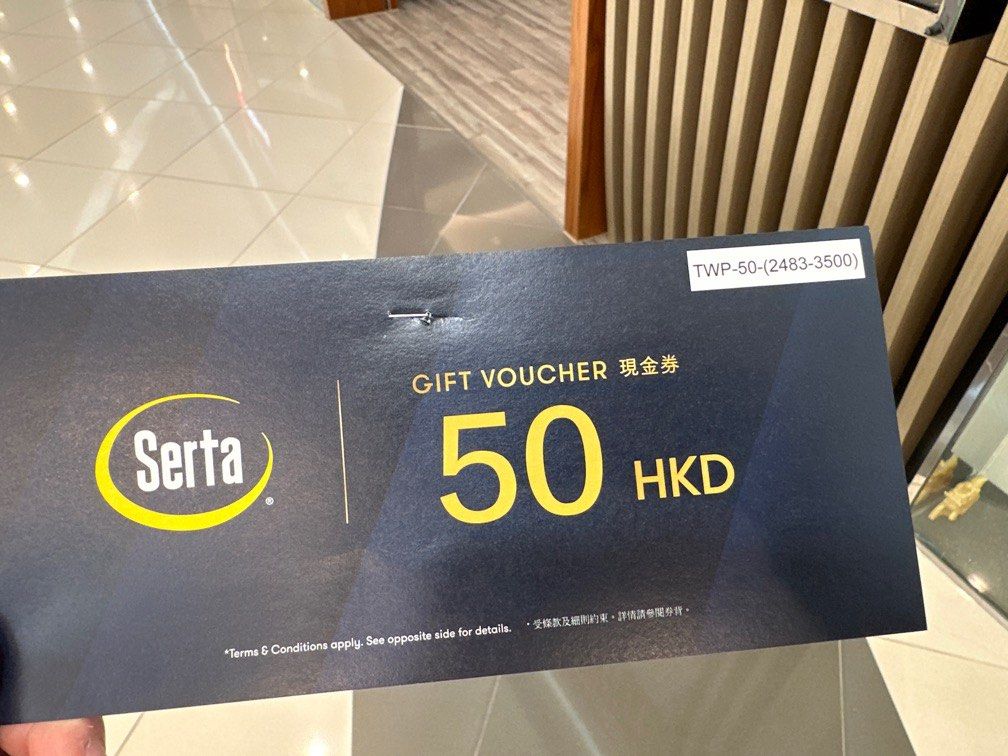 TWP-50-(2483-3500)
GIFT VOUCHER 現金券
Serta®
50 HKD
*Terms & Conditions apply. See opposite side for details. ・受條款及細則約束。詳情請參閱券背。